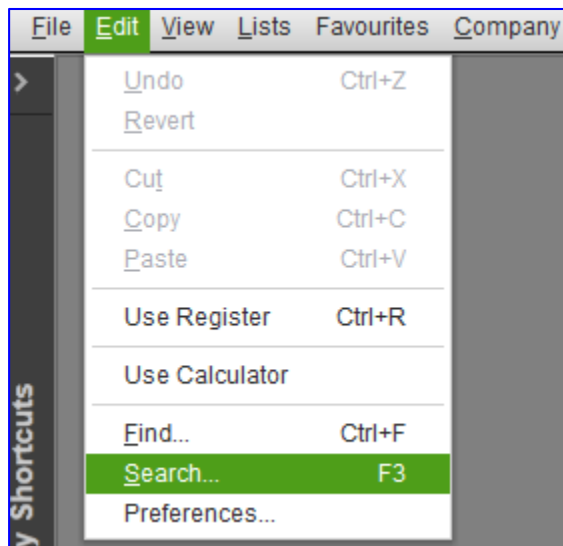 File Edit View Lists Favourites Company
Undo Ctrl+Z
Revert
Cut Ctrl+X
Copy Ctrl+C
Paste Ctrl+V
Use Register Ctrl+R
Use Calculator
Find... Ctrl+F
Search... F3
Preferences...
y Shortcuts